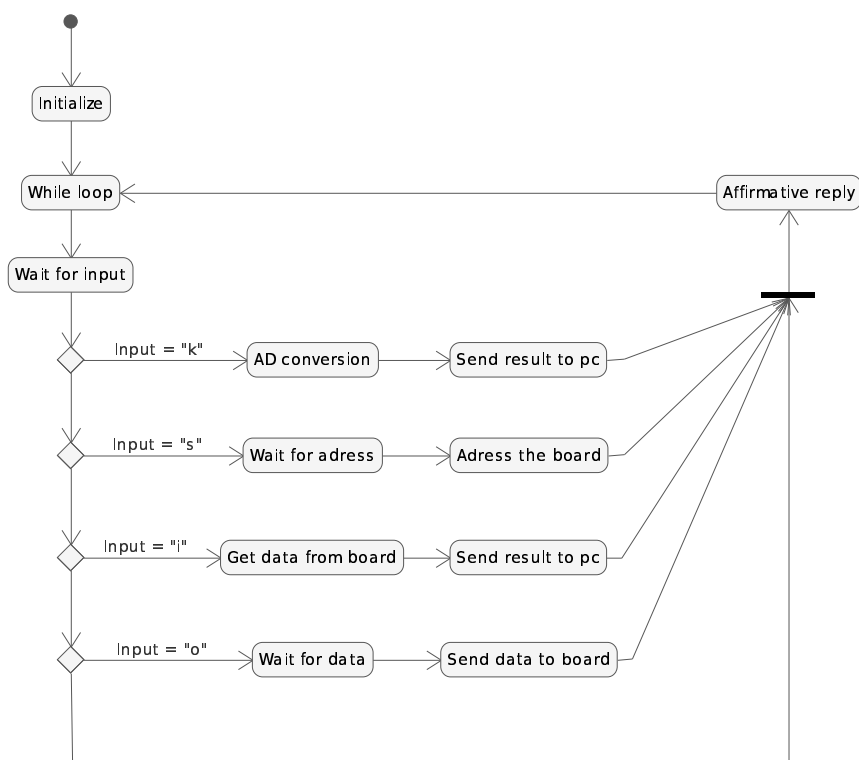 Initialize
While loop
Affirmative reply
Wait for input
Input = "k"
AD conversion
Send result to pc
Input = "s"
Wait for adress
Adress the board
Input = "i"
Get data from board
Send result to pc
Input = "o"
Wait for data
Send data to board